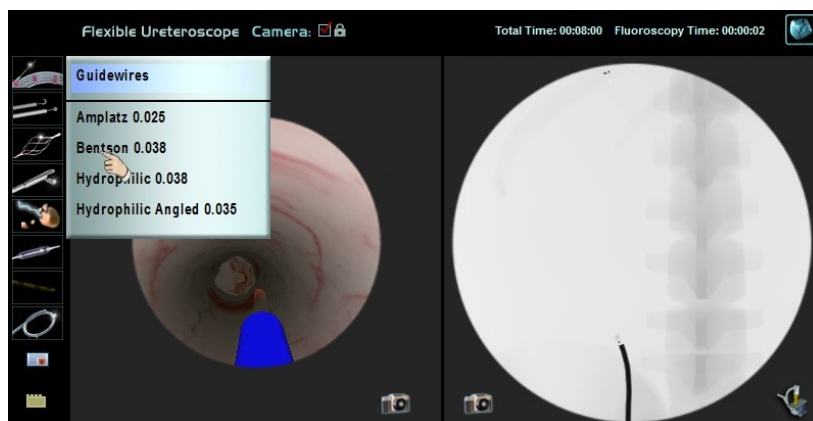 Flexible Ureteroscope Camera:
Total Time: 00:08:00 Fluoroscopy Time: 00:00:02
Guidewires
Amplatz 0.025
Bentson 0.038
Hydrophilic 0.038
Hydrophilic Angled 0.035